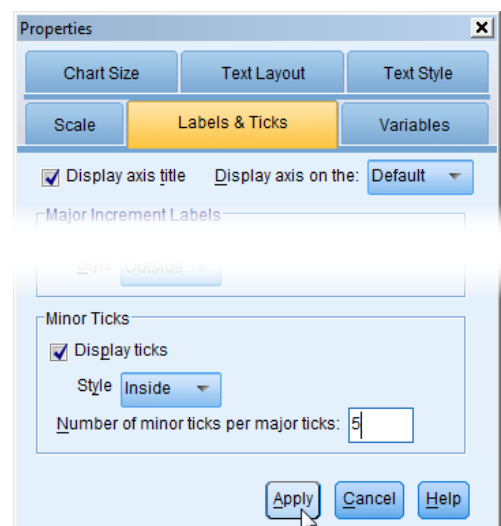 Properties
Chart Size Text Layout Text Style
Scale Labels & Ticks Variables
Display axis title Display axis on the: Default
Major Increment Labels
Style Outside
Minor Ticks
Display ticks
Style Inside
Number of minor ticks per major ticks: 5
Apply Cancel Help